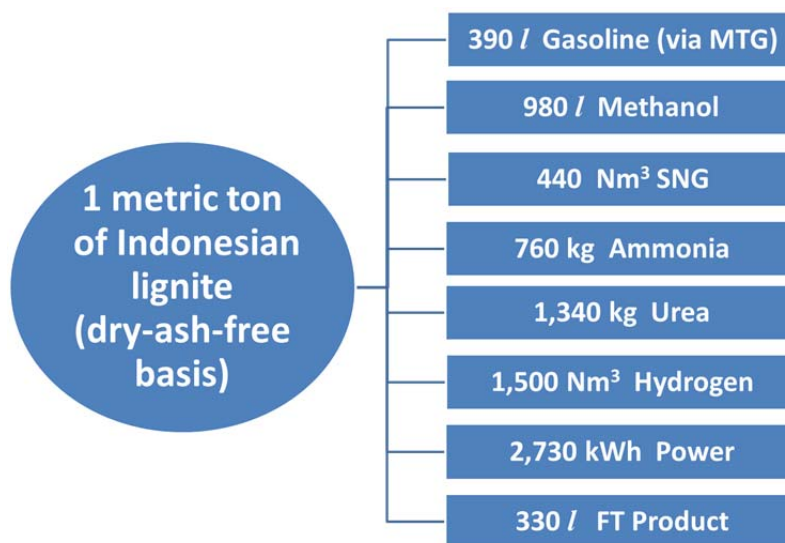 1 metric ton
of Indonesian
lignite
(dry-ash-free
basis)
390 l Gasoline (via MTG)
980 l Methanol
440 Nm³ SNG
760 kg Ammonia
1,340 kg Urea
1,500 Nm³ Hydrogen
2,730 kWh Power
330 l FT Product